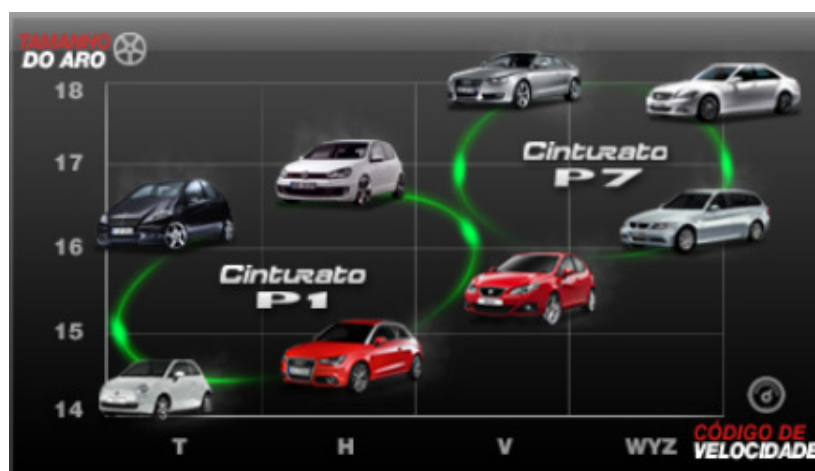 TAMANHO
DO ARO
18
17
16
15
14
Cinturato
P7
Cinturato
P1
T
H
V
WYZ
CÓDIGO DE
VELOCIDADE